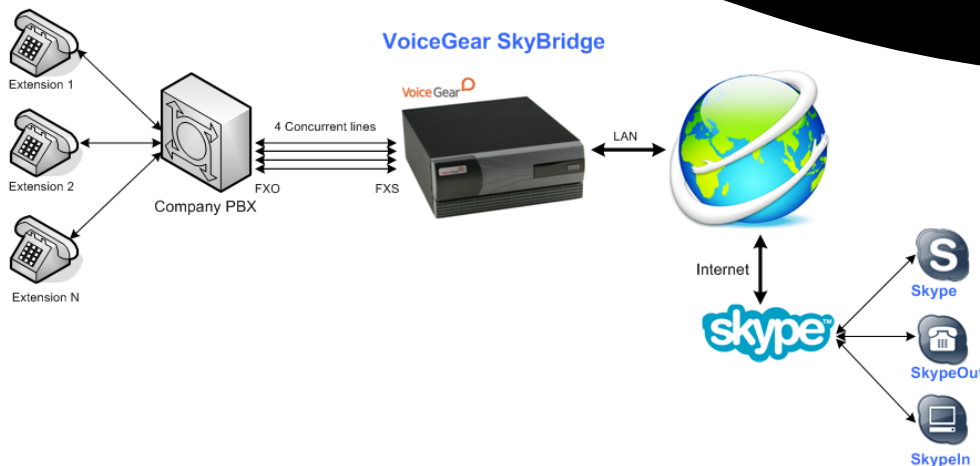 VoiceGear SkyBridge
Extension 1
VoiceGear
4 Concurrent lines
LAN
Extension 2
FXO
FXS
Company PBX
Extension N
Internet
S
Skype
skype™
SkypeOut
SkypeIn